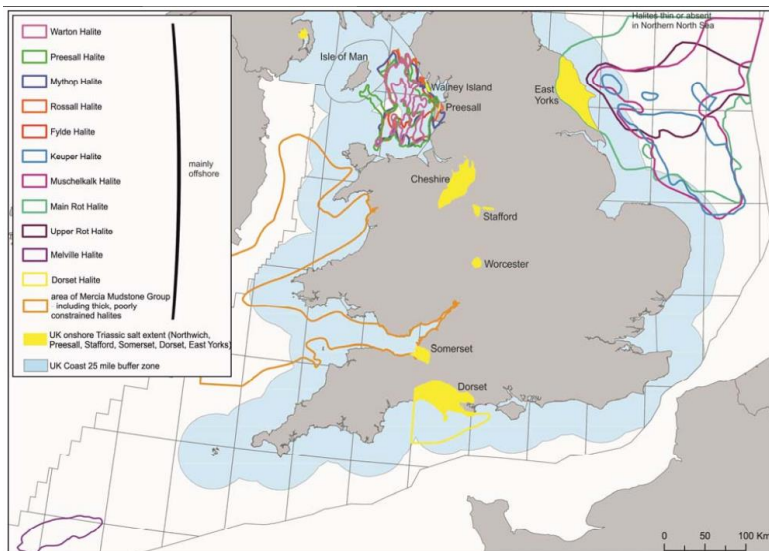 Warton Halite
Preesall Halite
Mythop Halite
Rossall Halite
Fylde Halite
Keuper Halite
Muschelkalk Halite
Main Rot Halite
Upper Rot Halite
Melville Halite
Dorset Halite
area of Mercia Mudstone Group
including thick, poorly
constrained halites
UK onshore Triassic salt extent (Northwich,
Preesall, Stafford, Somerset, Dorset, East Yorks)
UK Coast 25 mile buffer zone
mainly
offshore
Halites thin or absent
in Northern North Sea
Isle of Man
Walney Island
Preesall
East
Yorks
Cheshire
Stafford
Worcester
Somerset
Dorset
0 50 100 Km